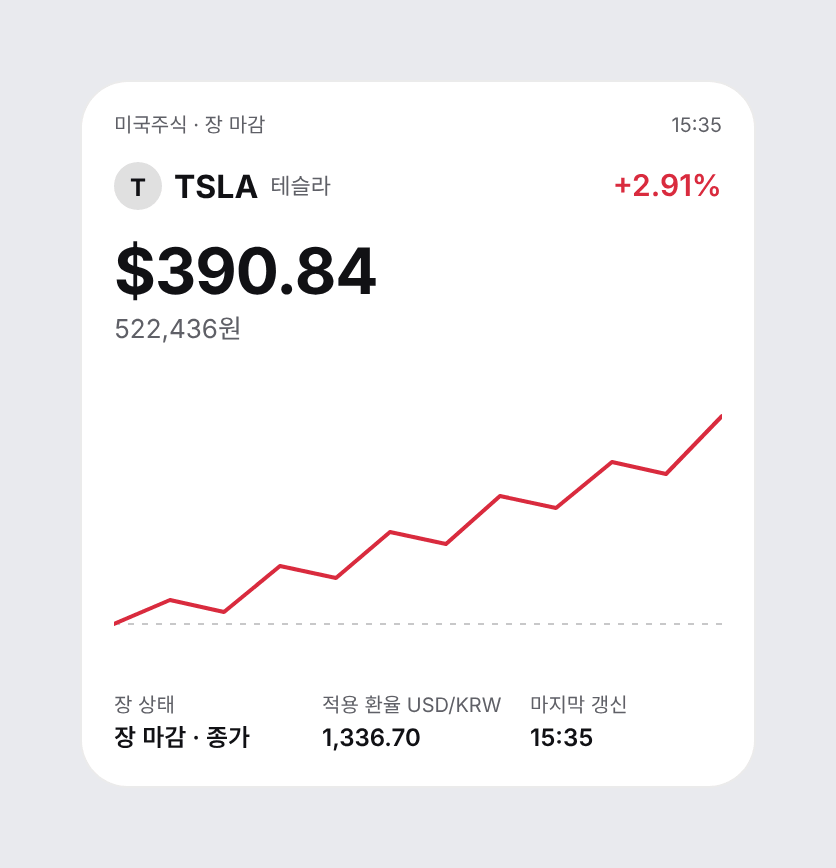 미국주식 · 장 마감 15:35
T TSLA 테슬라 +2.91%
$390.84
522,436원
장 상태 적용 환율 USD/KRW 마지막 갱신
장 마감 · 종가 1,336.70 15:35